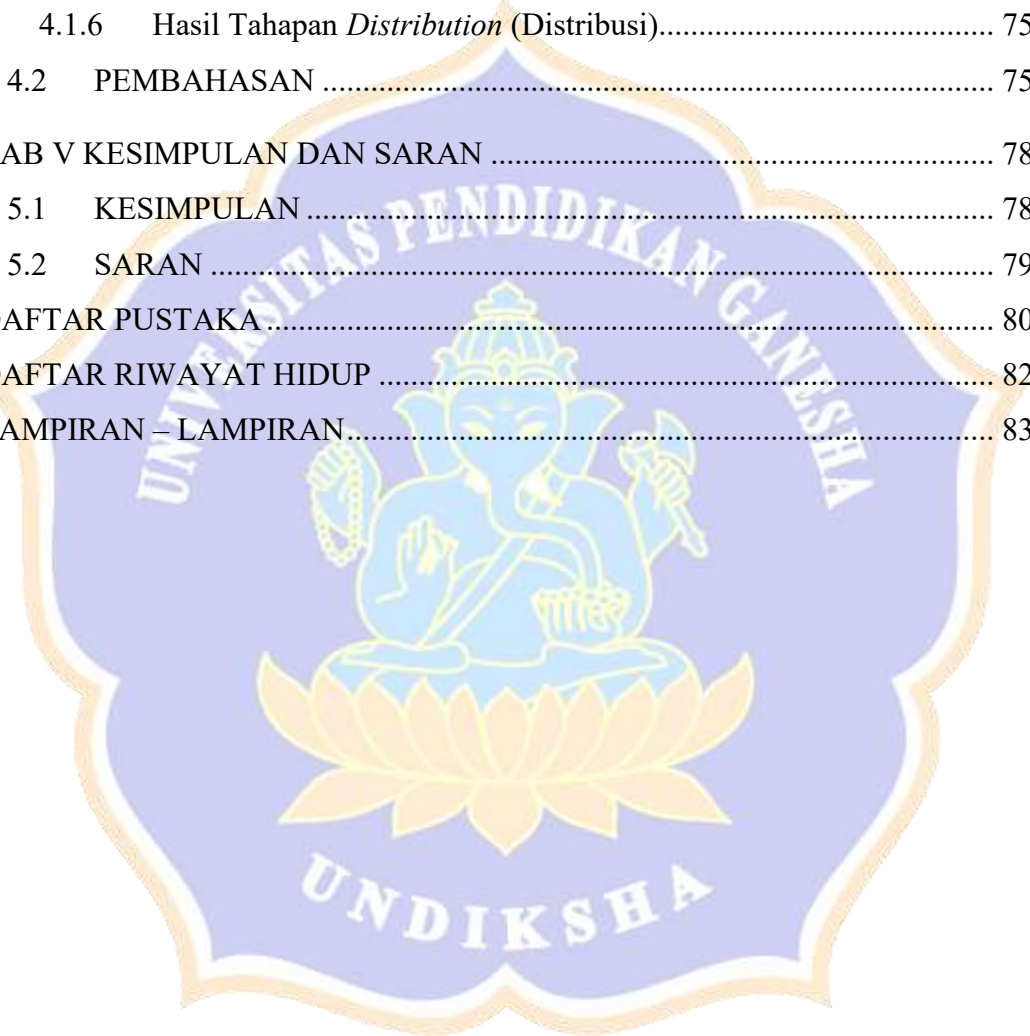 4.1.6 Hasil Tahapan Distribution (Distribusi)..................................... 75
4.2 PEMBAHASAN ........................................................................... 75
AB V KESIMPULAN DAN SARAN ........................................................ 78
5.1 KESIMPULAN ............................................................................. 78
5.2 SARAN ........................................................................................ 79
AFTAR PUSTAKA ................................................................................. 80
AFTAR RIWAYAT HIDUP .................................................................... 82
AMPIRAN – LAMPIRAN ........................................................................ 83
UNIVERSITAS PENDIDIKAN GANESHA
UNDIKSHA